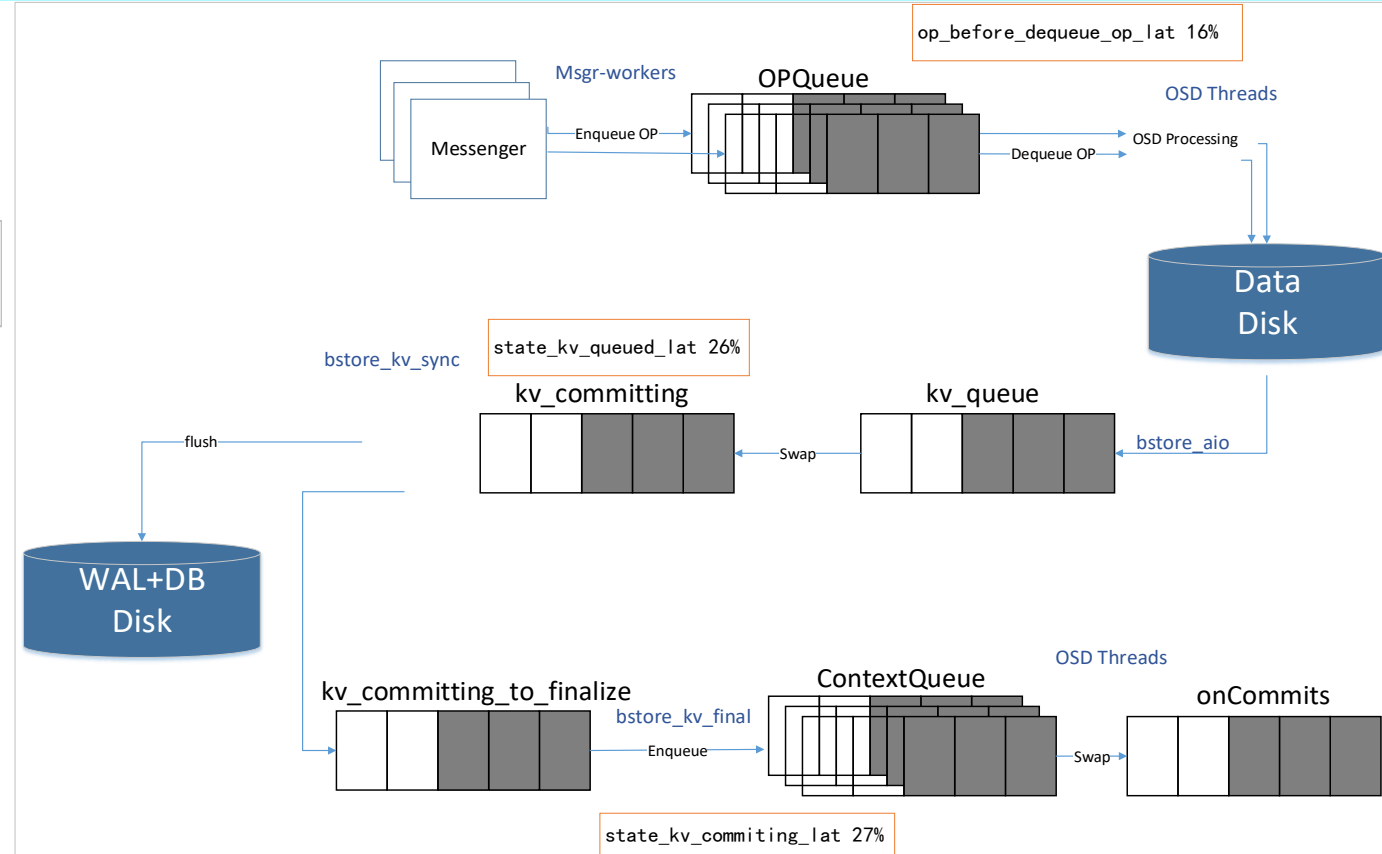 op_before_dequeue_op_lat 16%
Msgr-workers
OPQueue
OSD Threads
Messenger
Enqueue OP
Dequeue OP
OSD Processing
Data
Disk
state_kv_queued_lat 26%
bstore_kv_sync
kv_committing
kv_queue
flush
Swap
bstore_aio
WAL+DB
Disk
OSD Threads
kv_committing_to_finalize
bstore_kv_final
ContextQueue
onCommits
Enqueue
Swap
state_kv_commiting_lat 27%